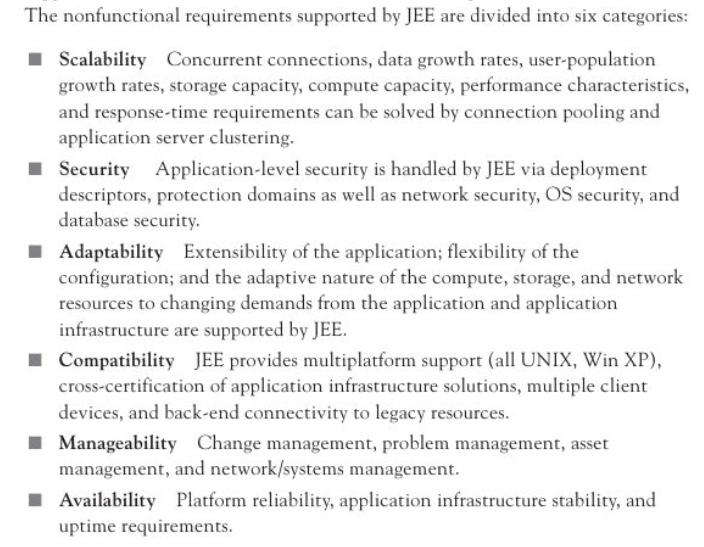 The nonfunctional requirements supported by JEE are divided into six categories:
■ Scalability Concurrent connections, data growth rates, user-population
growth rates, storage capacity, compute capacity, performance characteristics,
and response-time requirements can be solved by connection pooling and
application server clustering.
■ Security Application-level security is handled by JEE via deployment
descriptors, protection domains as well as network security, OS security, and
database security.
■ Adaptability Extensibility of the application; flexibility of the
configuration; and the adaptive nature of the compute, storage, and network
resources to changing demands from the application and application
infrastructure are supported by JEE.
■ Compatibility JEE provides multiplatform support (all UNIX, Win XP),
cross-certification of application infrastructure solutions, multiple client
devices, and back-end connectivity to legacy resources.
■ Manageability Change management, problem management, asset
management, and network/systems management.
■ Availability Platform reliability, application infrastructure stability, and
uptime requirements.